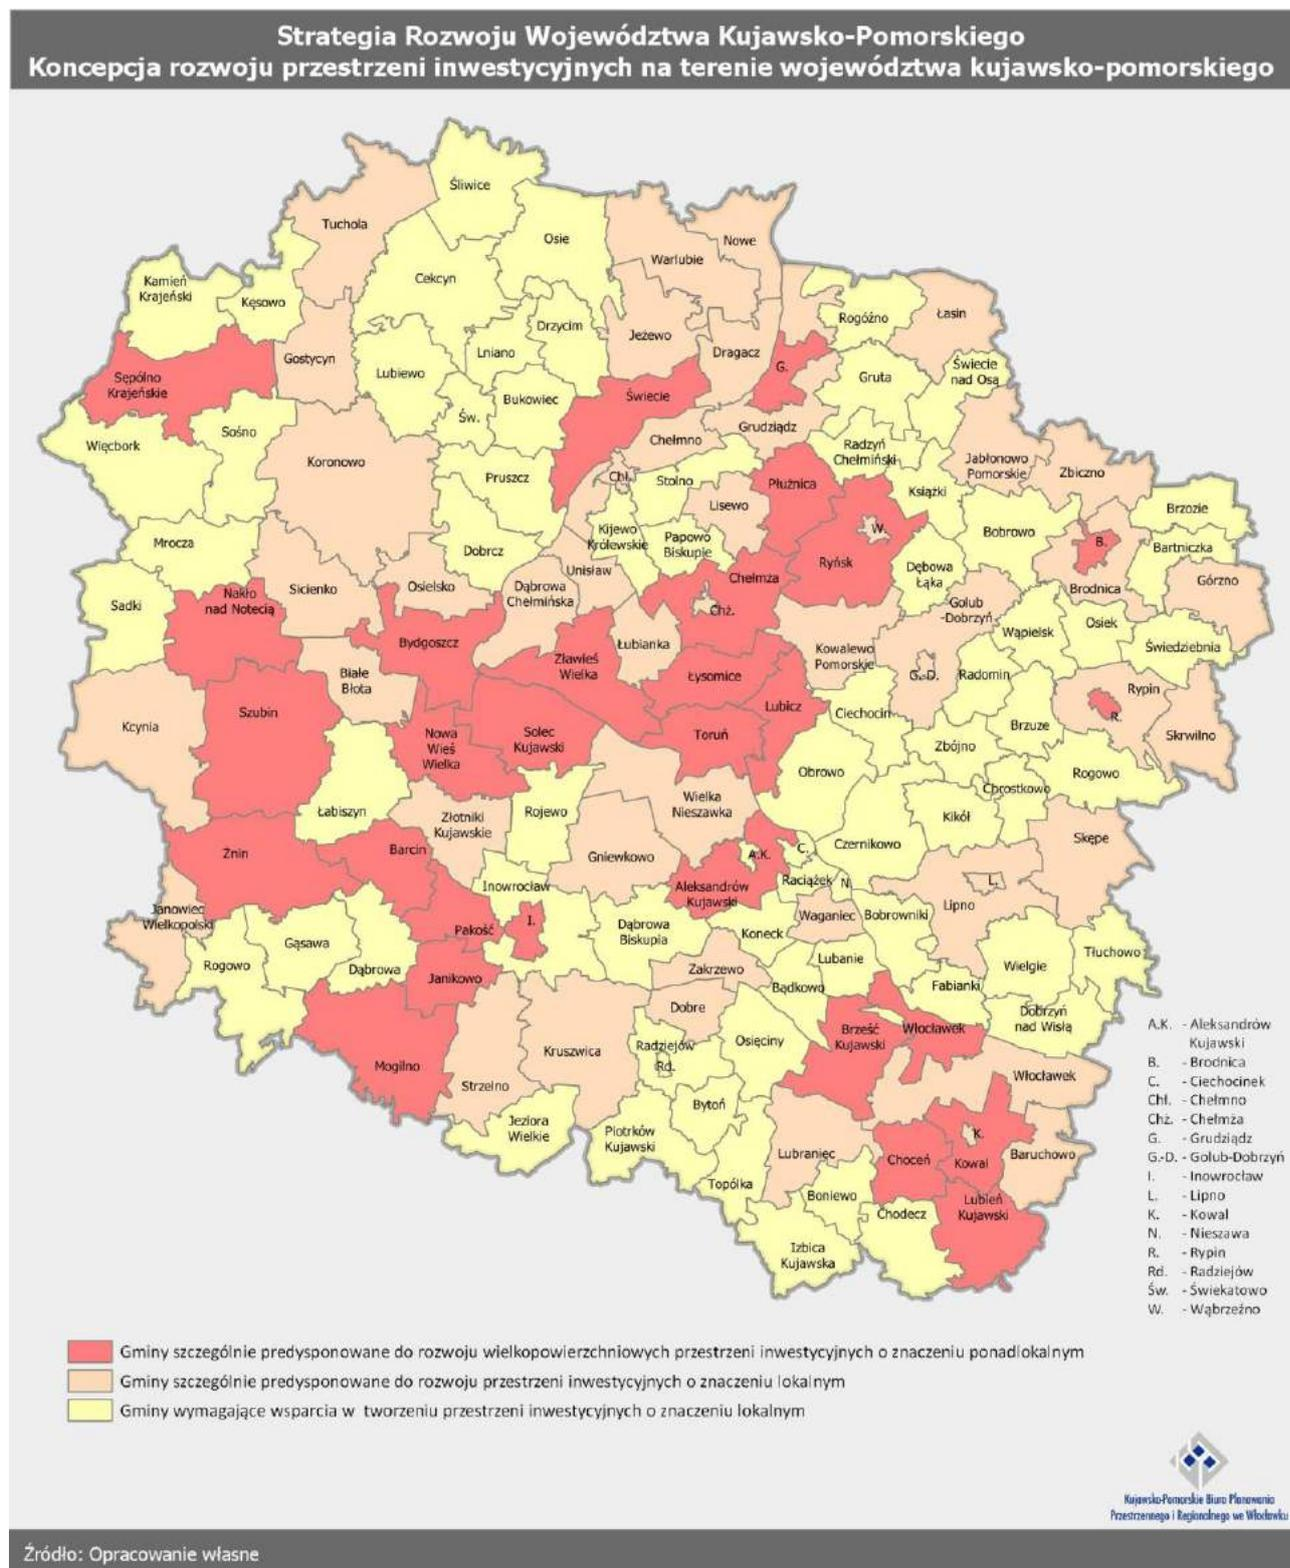 Strategia Rozwoju Województwa Kujawsko-Pomorskiego
Koncepcja rozwoju przestrzeni inwestycyjnych na terenie województwa kujawsko-pomorskiego
Śliwice
Tuchola
Osie
Nowe
Warlubie
Kamień
Krajeński
Kęsowo
Cekcyn
Rogóźno
Łasin
Drzycim
Jeżewo
Gostycyn
Lniano
Dragacz
Lubiewo
G.
Świecie
nad Osą
Gruta
Sępólno
Krajeńskie
Świecie
Bukowiec
Św.
Sośno
Więcbork
Chełmno
Grudziądz
Radzyń
Chełmiński
Koronowo
Jabłonowo
Pomorskie
Zbiczno
Pruszcz
Chł.
Stolno
Płużnica
Książki
Lisewo
Brzozie
Mrocza
Dobrcz
Kijewo
Królewskie
Papowo
Biskupie
W.
Bobrowo
B.
Bartniczka
Sadki
Nakło
nad Notecią
Sicienko
Osielsko
Unisław
Dąbrowa
Chełmińska
Chełmża
Ryńsk
Dębowa
Łąka
Brodnica
Górzno
Chż.
Golub
-Dobrzyń
Bydgoszcz
Łubianka
Wąpielsk
Osiek
Świedziebnia
Białe
Błota
Zławieś
Wielka
Łysomice
Kowalewo
Pomorskie
G.-D.
Radomin
Rypin
R.
Kcynia
Szubin
Lubicz
Ciechocin
Nowa
Wieś
Wielka
Solec
Kujawski
Toruń
Brzuze
Skrwilno
Zbójno
Obrowo
Rogowo
Łabiszyn
Złotniki
Kujawskie
Rojewo
Wielka
Nieszawka
Chrostkowo
Kikół
Skępe
Żnin
Barcin
Gniewkowo
A.K.
C.
Czernikowo
Inowrocław
Aleksandrów
Kujawski
Raciążek
N.
L.
Lipno
Janowiec
Wielkopolski
Pakość
I.
Dąbrowa
Biskupia
Waganiec
Bobrowniki
Koneck
Rogowo
Gąsawa
Dąbrowa
Janikowo
Zakrzewo
Lubanie
Wielgie
Tłuchowo
Bądkowo
Fabianki
Dobre
Dobrzyń
nad Wisłą
Mogilno
Strzelno
Kruszwica
Radziejów
Rd.
Osięciny
Brześć
Kujawski
Włocławek
Włocławek
Bytoń
Jeziora
Wielkie
Piotrków
Kujawski
Lubraniec
Choceń
K.
Kowal
Baruchowo
Topólka
Boniewo
Chodecz
Lubień
Kujawski
Izbica
Kujawska
A.K. - Aleksandrów
Kujawski
B. - Brodnica
C. - Ciechocinek
Chł. - Chełmno
Chż. - Chełmża
G. - Grudziądz
G.-D. - Golub-Dobrzyń
I. - Inowrocław
L. - Lipno
K. - Kowal
N. - Nieszawa
R. - Rypin
Rd. - Radziejów
Św. - Świekatowo
W. - Wąbrzeźno
Gminy szczególnie predysponowane do rozwoju wielkopowierzchniowych przestrzeni inwestycyjnych o znaczeniu ponadlokalnym
Gminy szczególnie predysponowane do rozwoju przestrzeni inwestycyjnych o znaczeniu lokalnym
Gminy wymagające wsparcia w tworzeniu przestrzeni inwestycyjnych o znaczeniu lokalnym
Kujawsko-Pomorskie Biuro Planowania
Przestrzennego i Regionalnego we Włocławku
Źródło: Opracowanie własne